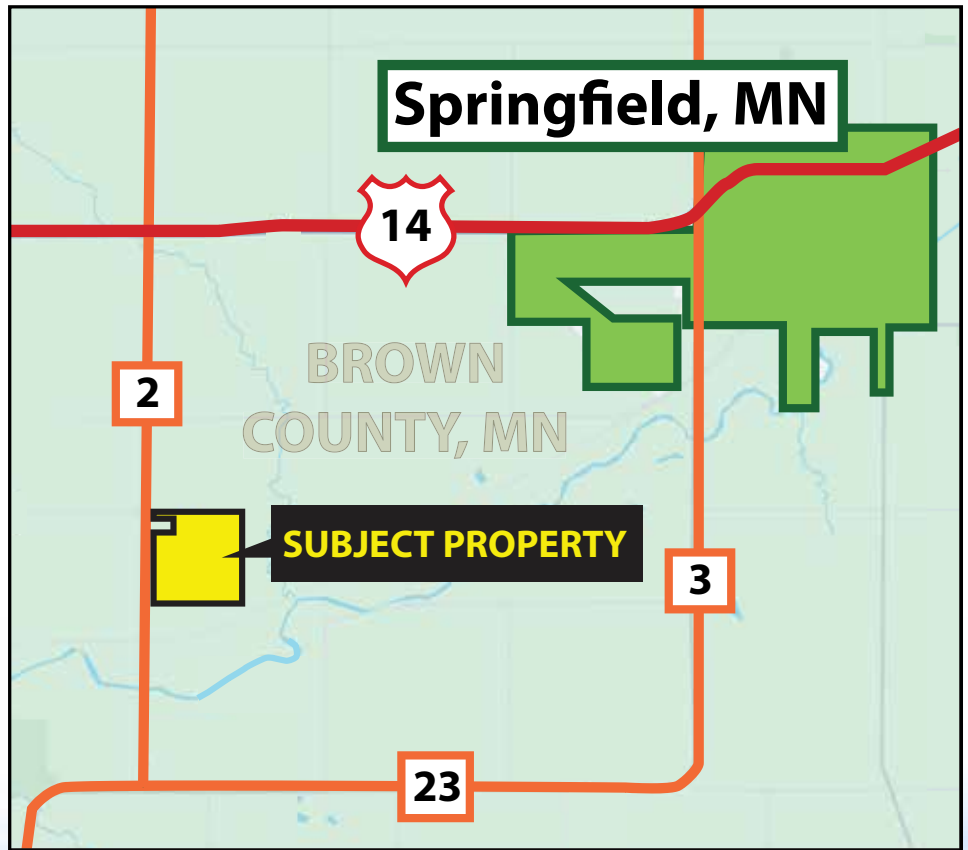 Springfield, MN
14
BROWN
COUNTY, MN
2
SUBJECT PROPERTY
3
23